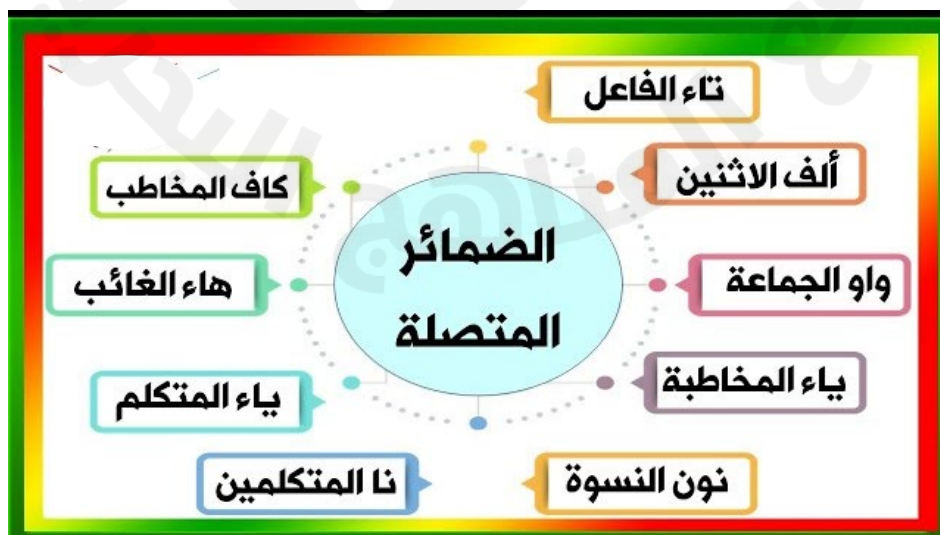 تاء الفاعل
ألف الاثنين
كاف المخاطب
الضمائر
المتصلة
واو الجماعة
هاء الغائب
ياء المخاطبة
ياء المتكلم
نون النسوة
نا المتكلمين